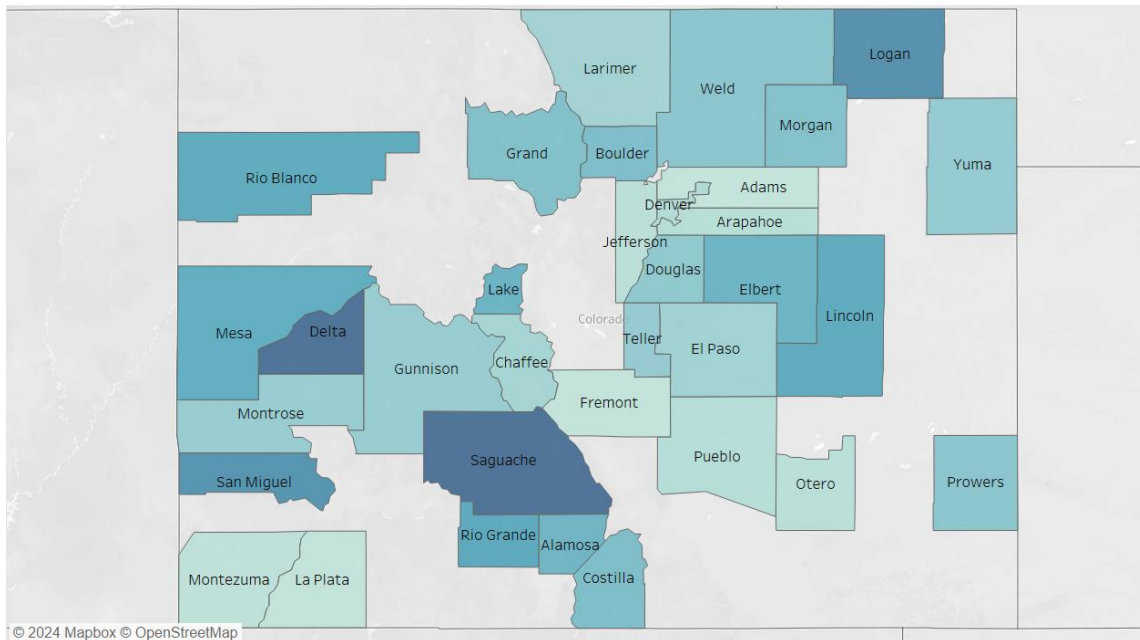 Logan
Larimer
Weld
Morgan
Grand
Boulder
Yuma
Rio Blanco
Adams
Denver
Arapahoe
Jefferson
Douglas
Elbert
Lake
Lincoln
Colorado
Mesa
Delta
Teller
El Paso
Gunnison
Chaffee
Fremont
Montrose
Pueblo
Saguache
San Miguel
Otero
Prowers
Rio Grande
Alamosa
Costilla
Montezuma
La Plata
© 2024 Mapbox © OpenStreetMap